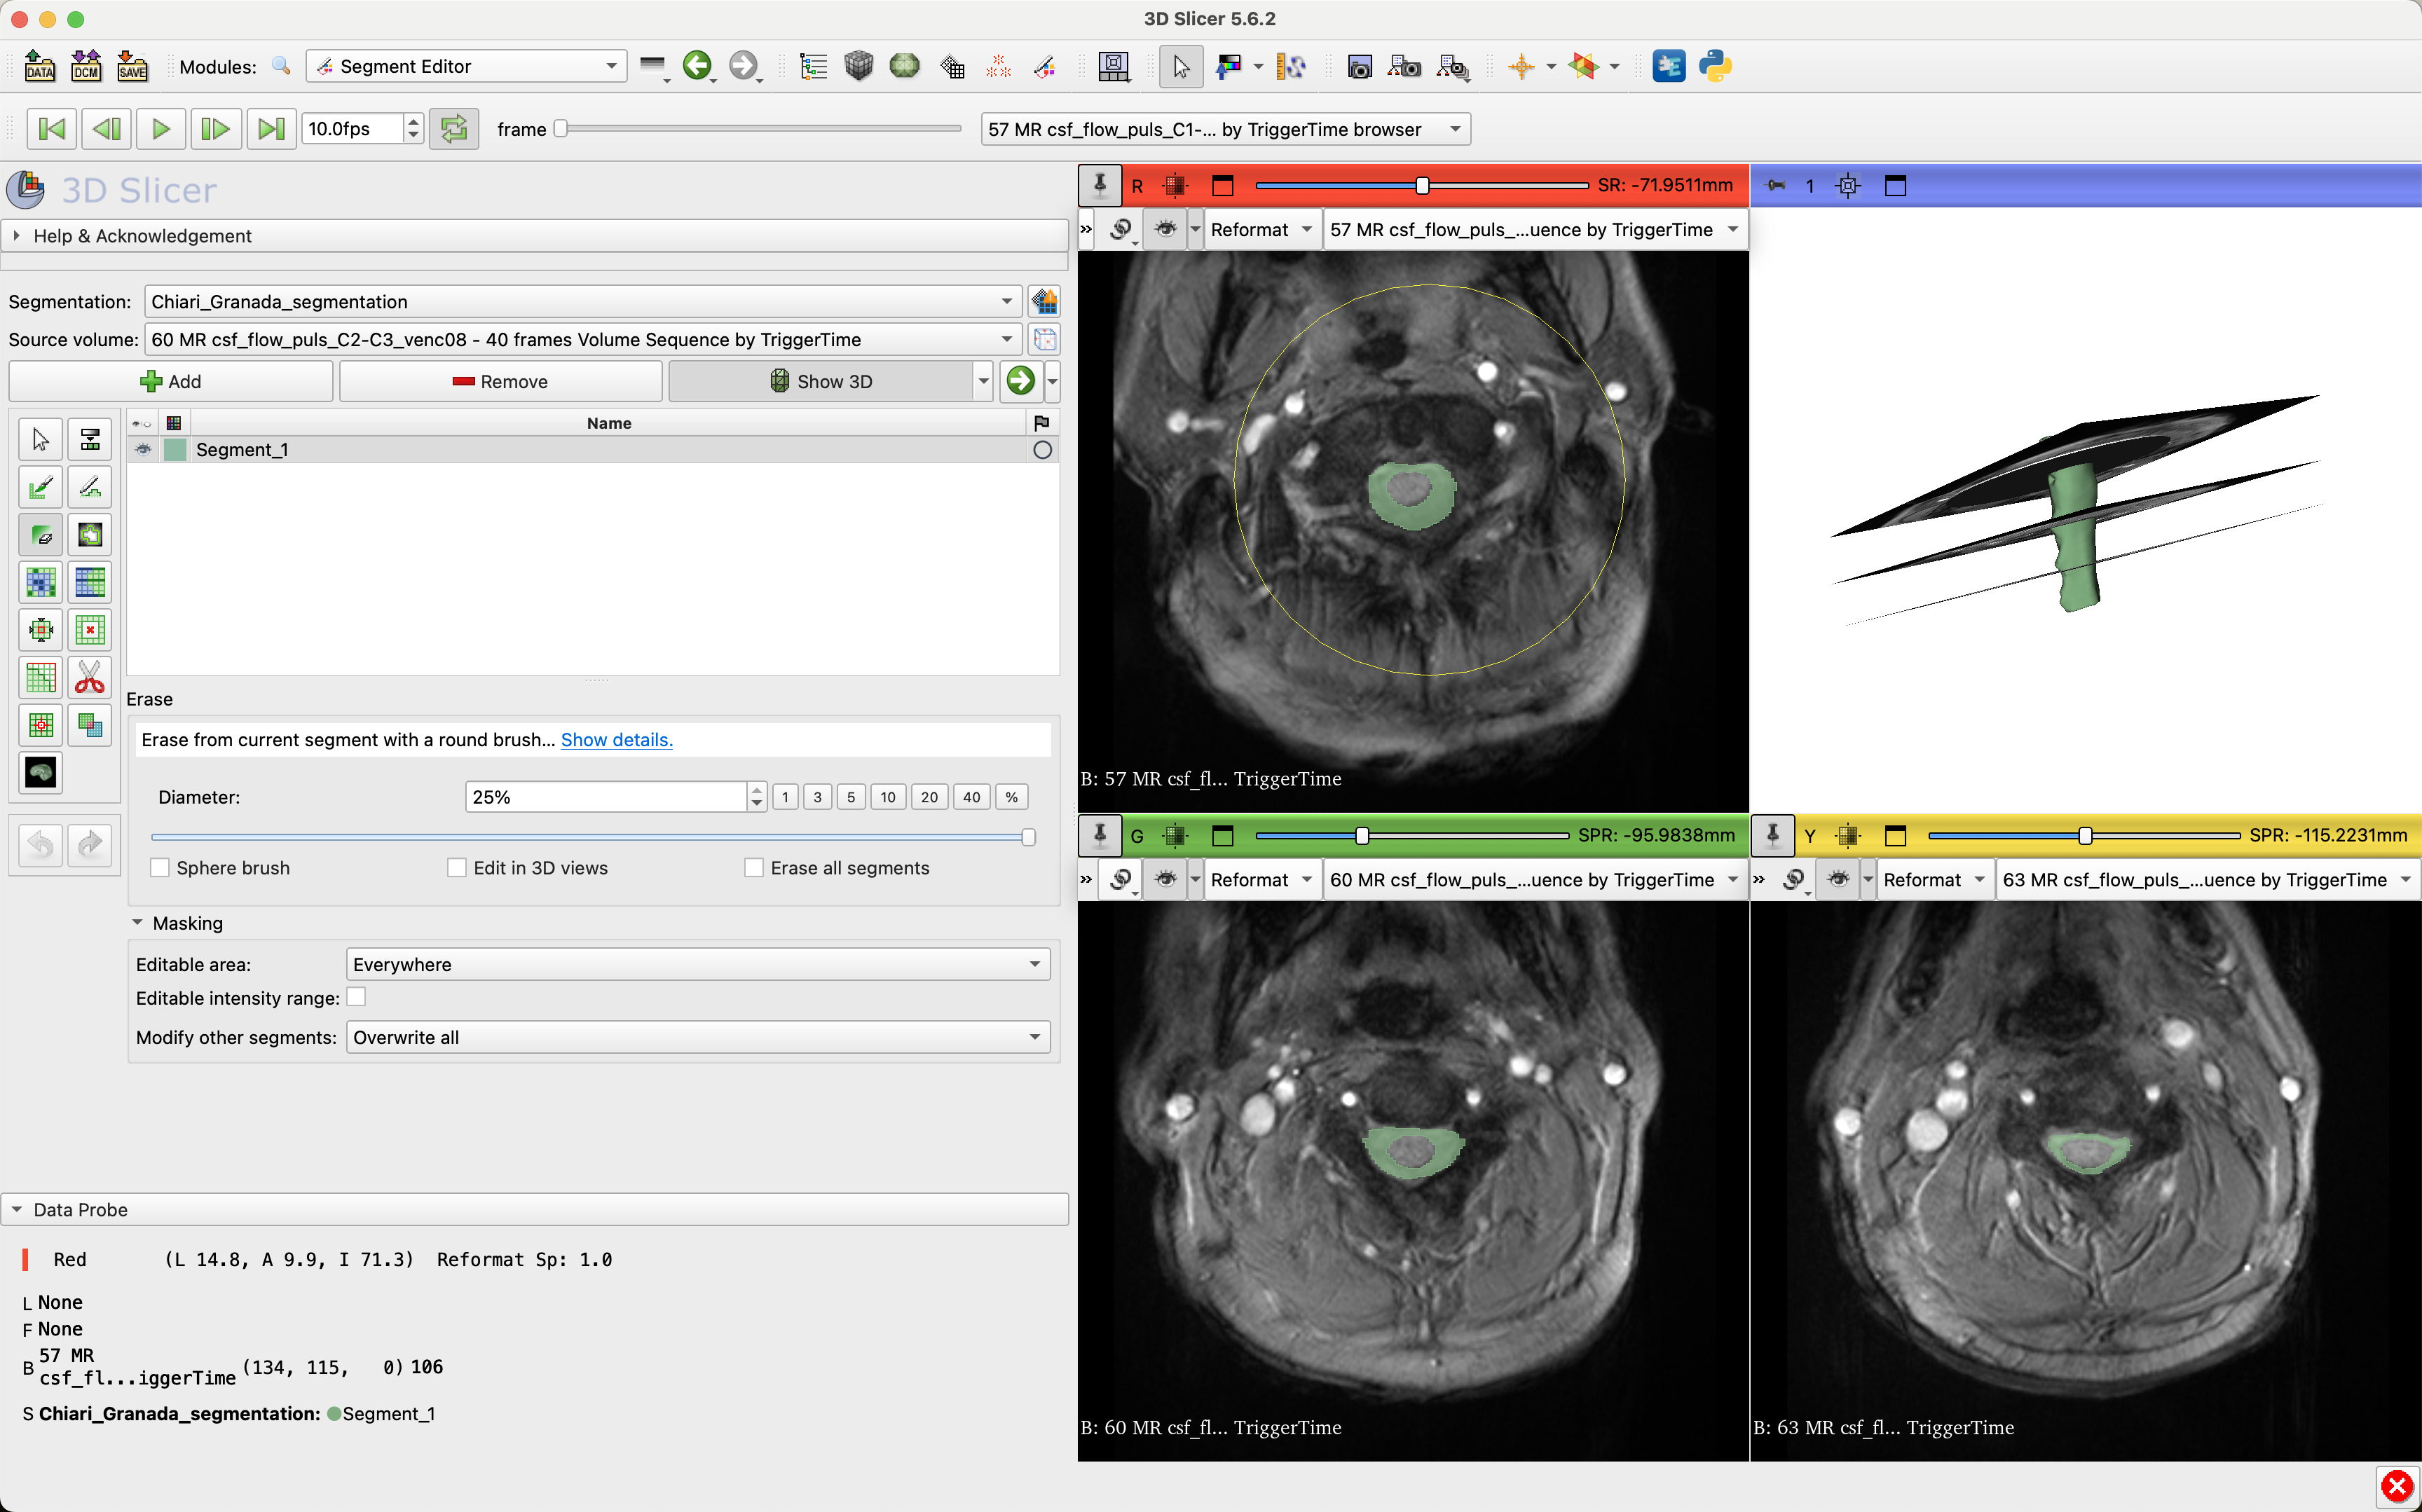 3D Slicer 5.6.2
DATA
DCM
SAVE
Modules:
Segment Editor
10.0fps
frame
57 MR csf_flow_puls_C1-... by TriggerTime browser
3D Slicer
Help & Acknowledgement
Segmentation:
Chiari_Granada_segmentation
Source volume:
60 MR csf_flow_puls_C2-C3_venc08 - 40 frames Volume Sequence by TriggerTime
Add
Remove
Show 3D
Name
Segment_1
Erase
Erase from current segment with a round brush... Show details.
Diameter:
25%
1
3
5
10
20
40
%
Sphere brush
Edit in 3D views
Erase all segments
Masking
Editable area:
Everywhere
Editable intensity range:
Modify other segments:
Overwrite all
Data Probe
Red (L 14.8, A 9.9, I 71.3) Reformat Sp: 1.0
L None
F None
B 57 MR csf_fl...iggerTime (134, 115, 0) 106
S Chiari_Granada_segmentation: Segment_1
R
SR: -71.9511mm
»
Reformat
57 MR csf_flow_puls_...uence by TriggerTime
B: 57 MR csf_fl... TriggerTime
1
G
SPR: -95.9838mm
»
Reformat
60 MR csf_flow_puls_...uence by TriggerTime
B: 60 MR csf_fl... TriggerTime
Y
SPR: -115.2231mm
»
Reformat
63 MR csf_flow_puls_...uence by TriggerTime
B: 63 MR csf_fl... TriggerTime